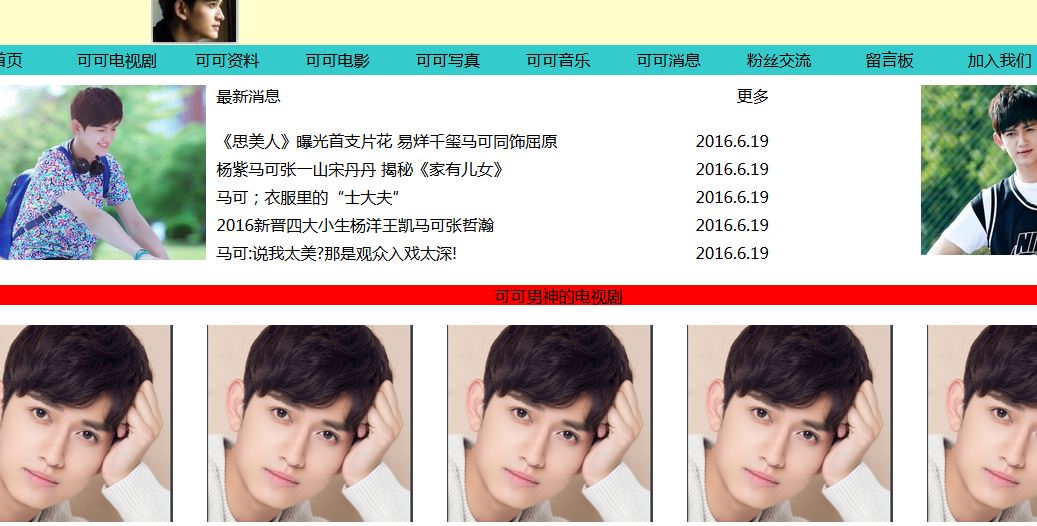 首页 可可电视剧 可可资料 可可电影 可可写真 可可音乐 可可消息 粉丝交流 留言板 加入我们
最新消息 更多
《思美人》曝光首支片花 易烊千玺马可同饰屈原 2016.6.19
杨紫马可张一山宋丹丹 揭秘《家有儿女》 2016.6.19
马可；衣服里的“士大夫” 2016.6.19
2016新晋四大小生杨洋王凯马可张哲瀚 2016.6.19
马可:说我太美?那是观众入戏太深! 2016.6.19
可可男神的电视剧